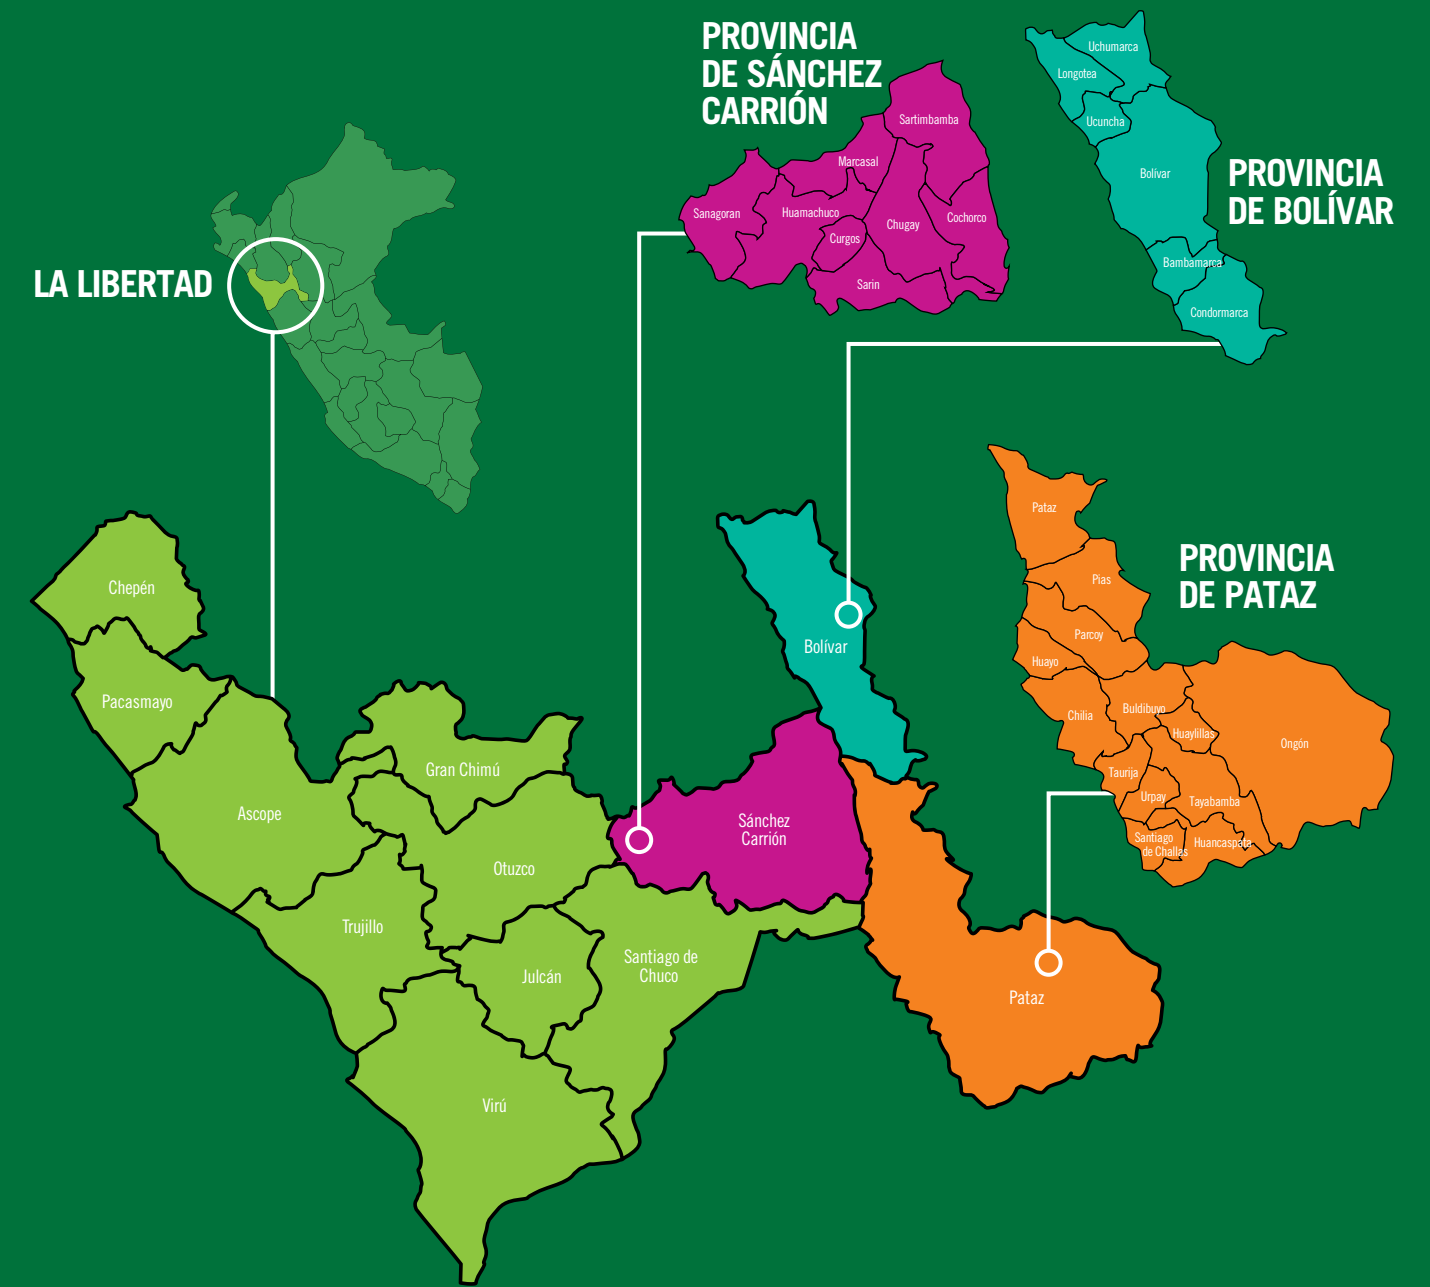 PROVINCIA
DE SÁNCHEZ
CARRIÓN
Sartimbamba
Marcasal
Sanagoran
Huamachuco
Curgos
Chugay
Cochorco
Sarin
Uchumarca
Longotea
Ucuncha
Bolívar
Bambamarca
Condormarca
PROVINCIA
DE BOLÍVAR
LA LIBERTAD
Pataz
Pias
Parcoy
Huayo
Chilia
Buldibuyo
Huaylillas
Ongón
Taurija
Urpay
Tayabamba
Santiago
de Challas
Huancaspata
PROVINCIA
DE PATAZ
Chepén
Pacasmayo
Ascope
Gran Chimú
Otuzco
Trujillo
Julcán
Santiago de
Chuco
Virú
Sánchez
Carrión
Bolívar
Pataz